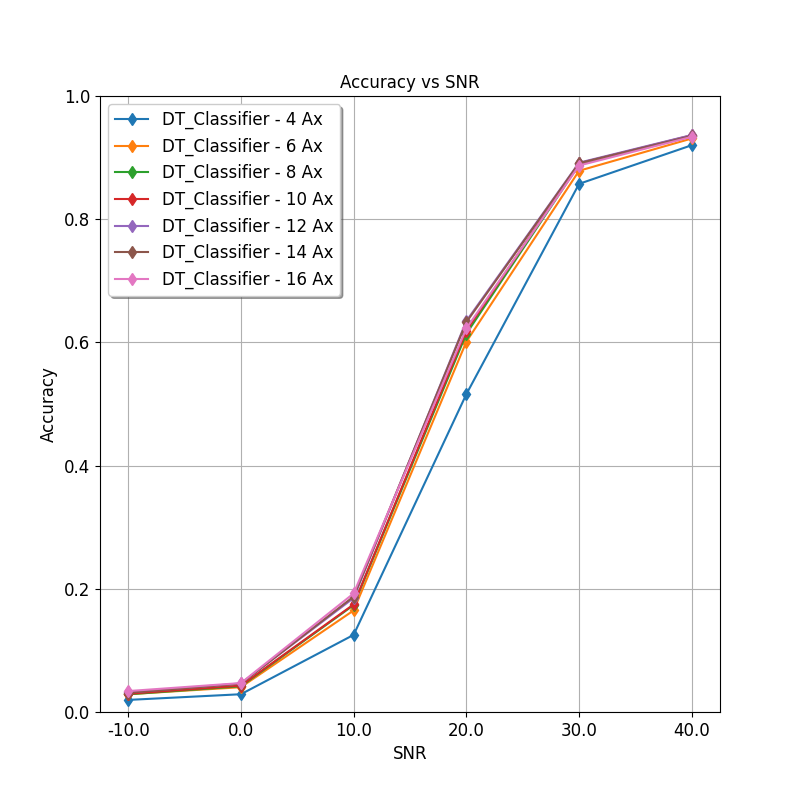 Accuracy vs SNR
1.0
DT_Classifier - 4 Ax
DT_Classifier - 6 Ax
DT_Classifier - 8 Ax
DT_Classifier - 10 Ax
DT_Classifier - 12 Ax
DT_Classifier - 14 Ax
DT_Classifier - 16 Ax
0.8
0.6
0.4
0.2
0.0
Accuracy
-10.0 0.0 10.0 20.0 30.0 40.0
SNR